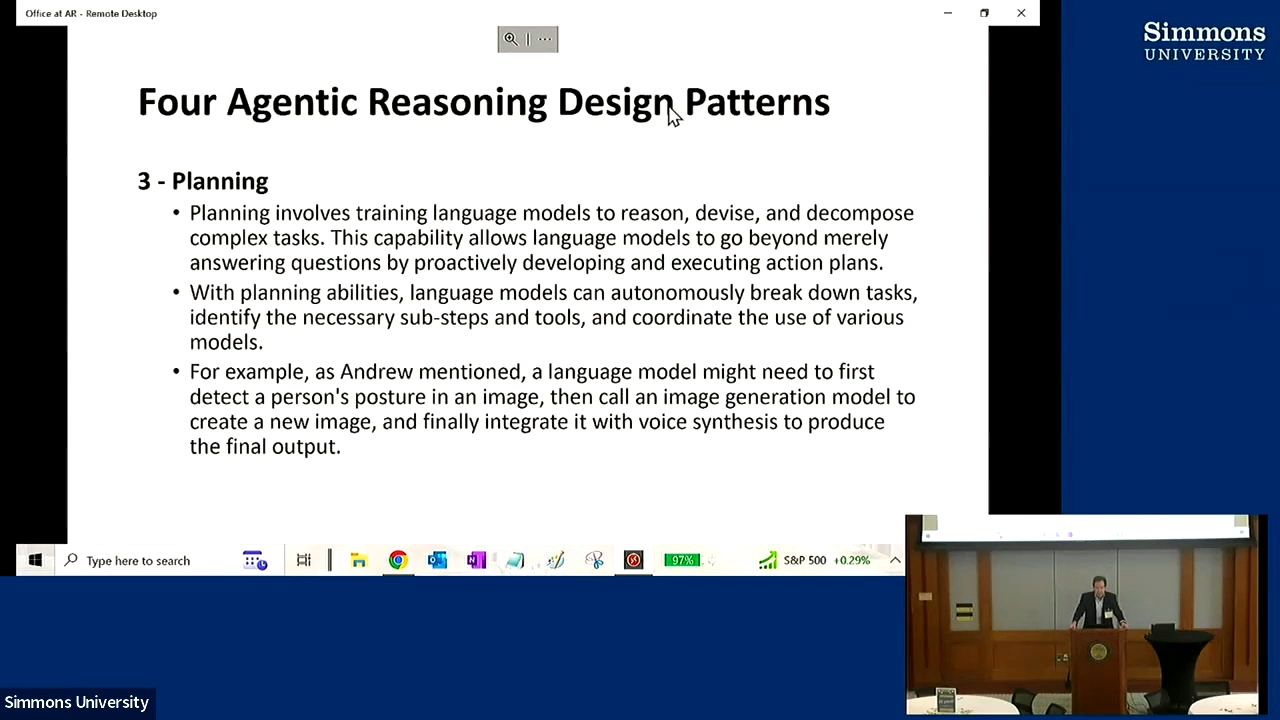 Office at AR - Remote Desktop
Simmons
UNIVERSITY
Four Agentic Reasoning Design Patterns
3 - Planning
• Planning involves training language models to reason, devise, and decompose
complex tasks. This capability allows language models to go beyond merely
answering questions by proactively developing and executing action plans.
• With planning abilities, language models can autonomously break down tasks,
identify the necessary sub-steps and tools, and coordinate the use of various
models.
• For example, as Andrew mentioned, a language model might need to first
detect a person's posture in an image, then call an image generation model to
create a new image, and finally integrate it with voice synthesis to produce
the final output.
Type here to search
97%
S&P 500 +0.29%
Simmons University